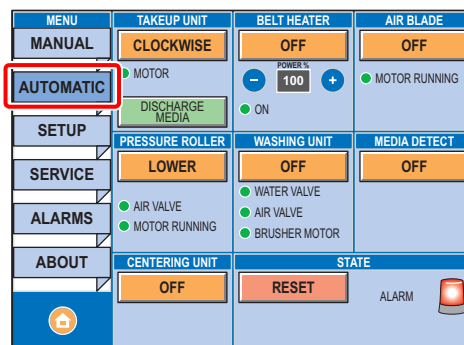 MENU
MANUAL
AUTOMATIC
SETUP
SERVICE
ALARMS
ABOUT
TAKEUP UNIT
CLOCKWISE
MOTOR
DISCHARGE
MEDIA
BELT HEATER
OFF
POWER %
- 100 +
ON
AIR BLADE
OFF
MOTOR RUNNING
PRESSURE ROLLER
LOWER
AIR VALVE
MOTOR RUNNING
WASHING UNIT
OFF
WATER VALVE
AIR VALVE
BRUSHER MOTOR
MEDIA DETECT
OFF
CENTERING UNIT
OFF
STATE
RESET
ALARM